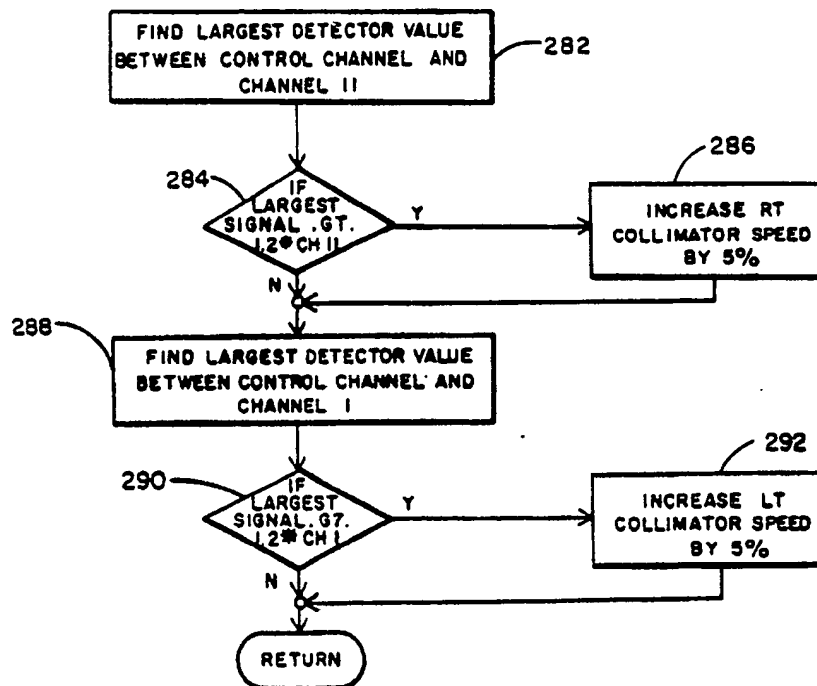 FIND LARGEST DETECTOR VALUE
BETWEEN CONTROL CHANNEL AND
CHANNEL II
282
284
IF
LARGEST
SIGNAL .GT.
1.2* CH II
Y
N
286
INCREASE RT
COLLIMATOR SPEED
BY 5%
288
FIND LARGEST DETECTOR VALUE
BETWEEN CONTROL CHANNEL AND
CHANNEL I
290
IF
LARGEST
SIGNAL .G7.
1.2* CH I
Y
N
292
INCREASE LT
COLLIMATOR SPEED
BY 5%
RETURN